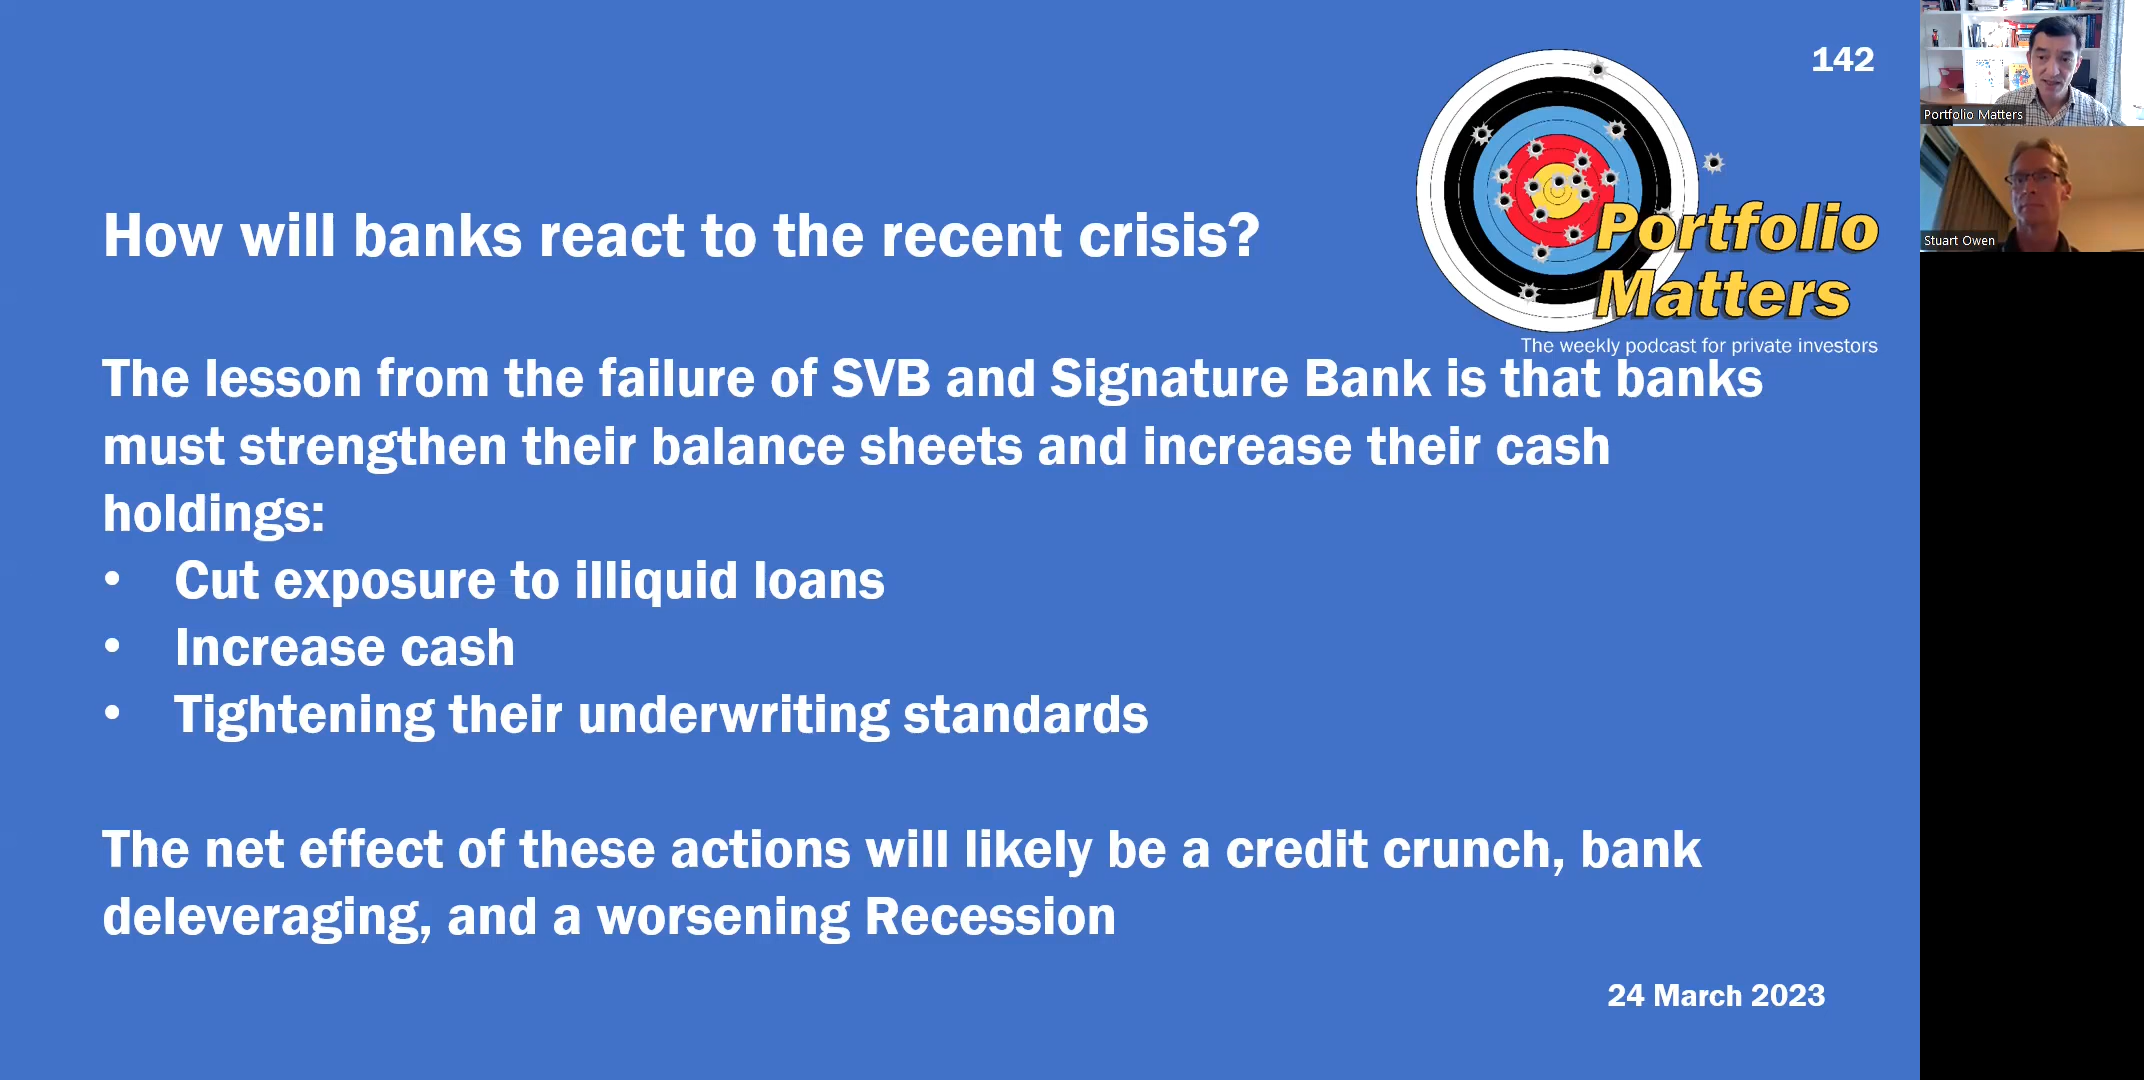 142
Portfolio Matters
Stuart Owen
Portfolio
Matters
The weekly podcast for private investors
How will banks react to the recent crisis?
The lesson from the failure of SVB and Signature Bank is that banks
must strengthen their balance sheets and increase their cash
holdings:
• Cut exposure to illiquid loans
• Increase cash
• Tightening their underwriting standards
The net effect of these actions will likely be a credit crunch, bank
deleveraging, and a worsening Recession
24 March 2023